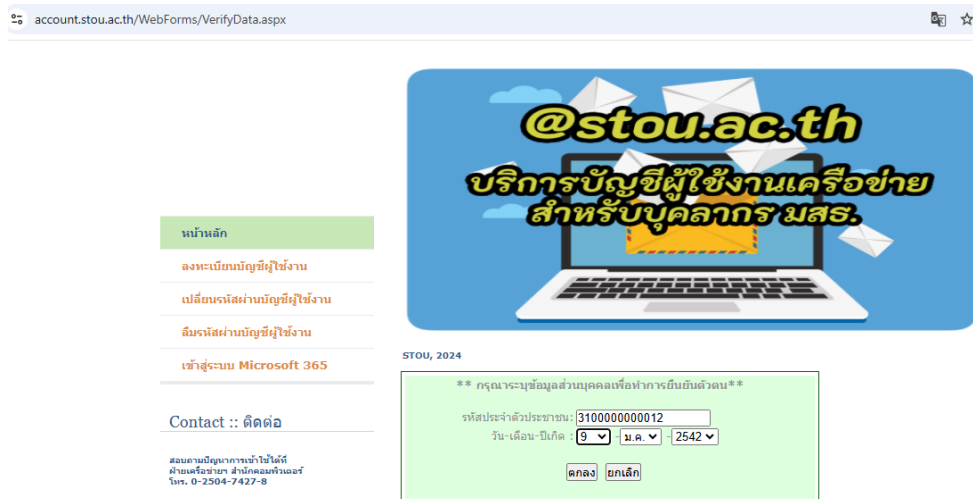 account.stou.ac.th/WebForms/VerifyData.aspx
@stou.ac.th
บริการบัญชีผู้ใช้งานเครือข่าย
สำหรับบุคลากร มสธ.
หน้าหลัก
ลงทะเบียนบัญชีผู้ใช้งาน
เปลี่ยนรหัสผ่านบัญชีผู้ใช้งาน
ลืมรหัสผ่านบัญชีผู้ใช้งาน
เข้าสู่ระบบ Microsoft 365
Contact :: ติดต่อ
สอบถามปัญหาการเข้าใช้ได้ที่
ฝ่ายเครือข่ายฯ สำนักคอมพิวเตอร์
โทร. 0-2504-7427-8
STOU, 2024
** กรุณาระบุข้อมูลส่วนบุคคลเพื่อทำการยืนยันตัวตน**
รหัสประจำตัวประชาชน: 3100000000012
วัน-เดือน-ปีเกิด : 9 - ม.ค. - 2542
ตกลง ยกเลิก